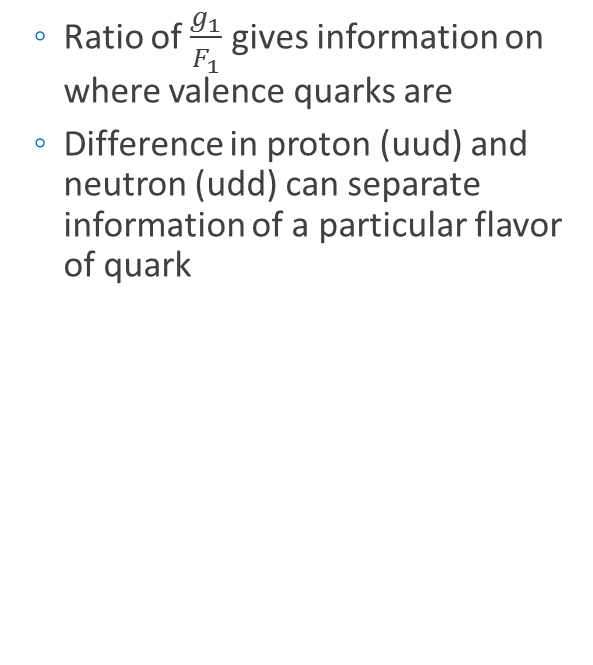 ◦ Ratio of g₁/F₁ gives information on
where valence quarks are
◦ Difference in proton (uud) and
neutron (udd) can separate
information of a particular flavor
of quark